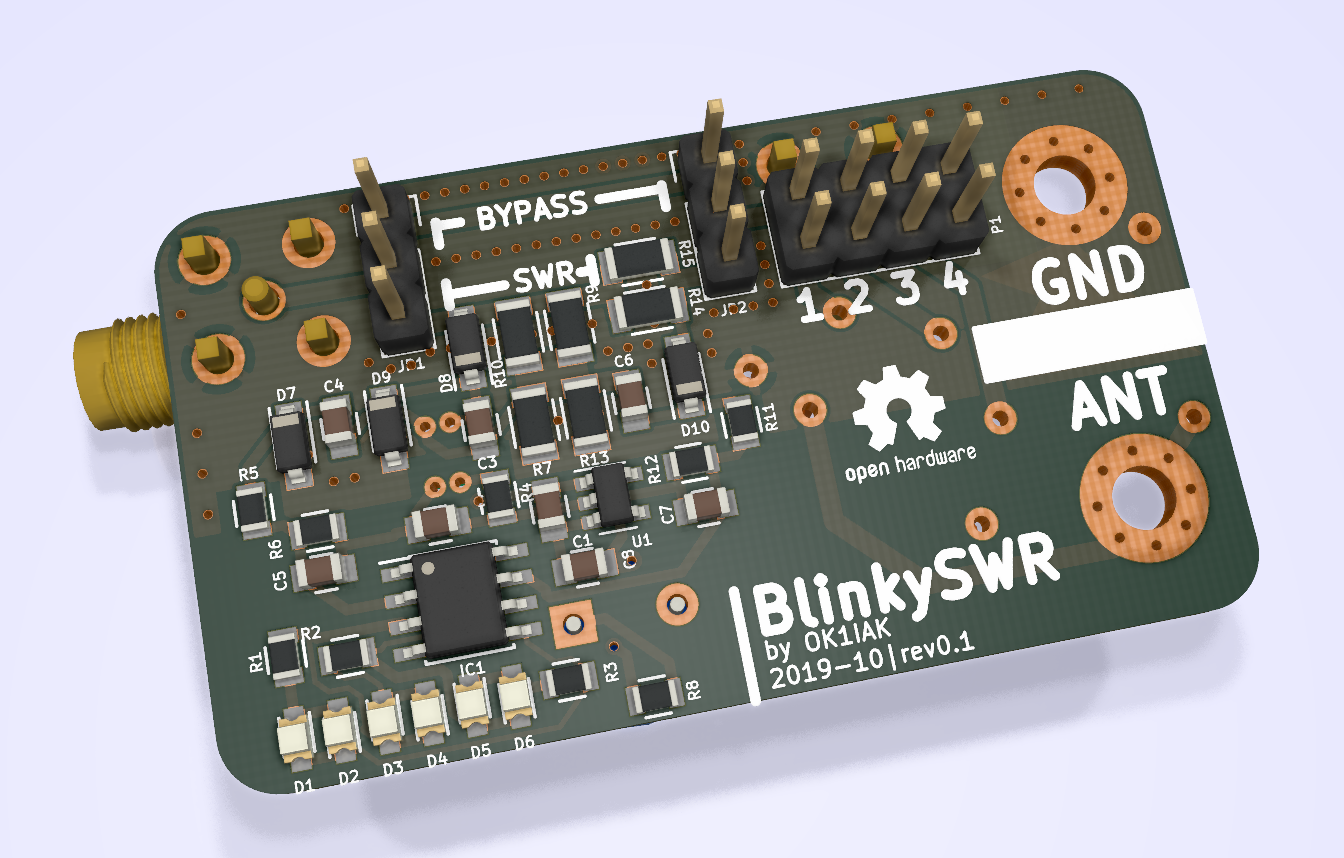 BYPASS
SWR
R15
R9
R14
JP2
P1
1 2 3 4
GND
ANT
JP1
D8
R10
D7
C4
D9
C6
D10
R11
R5
C3
R7
R13
R12
R4
C7
R6
C5
C1
U1
open hardware
BlinkySWR
by OK1IAK
2019-10|rev0.1
R1
R2
IC1
R3
R8
D1
D2
D3
D4
D5
D6